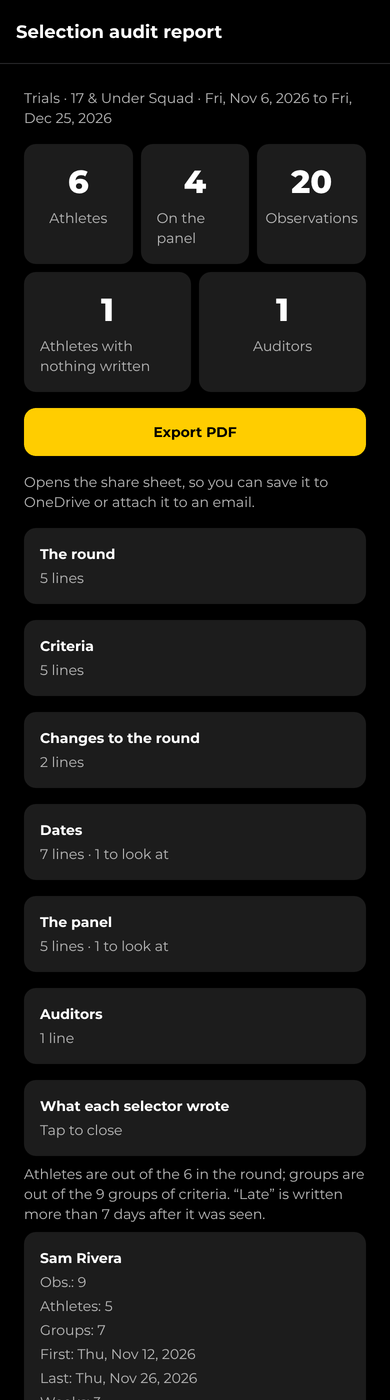 Selection audit report
Trials · 17 & Under Squad · Fri, Nov 6, 2026 to Fri,
Dec 25, 2026
6
Athletes
4
On the
panel
20
Observations
1
Athletes with
nothing written
1
Auditors
Export PDF
Opens the share sheet, so you can save it to
OneDrive or attach it to an email.
The round
5 lines
Criteria
5 lines
Changes to the round
2 lines
Dates
7 lines · 1 to look at
The panel
5 lines · 1 to look at
Auditors
1 line
What each selector wrote
Tap to close
Athletes are out of the 6 in the round; groups are
out of the 9 groups of criteria. “Late” is written
more than 7 days after it was seen.
Sam Rivera
Obs.: 9
Athletes: 5
Groups: 7
First: Thu, Nov 12, 2026
Last: Thu, Nov 26, 2026